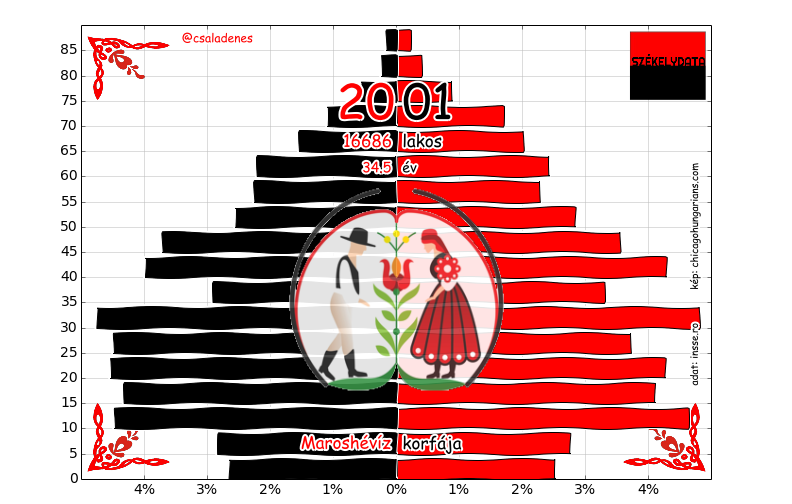 @csaladenes
SZÉKELYDATA
2001
16686 lakos
34.5 év
kép: chicagohungarians.com
adat: insse.ro
Maroshévíz korfája
85
80
75
70
65
60
55
50
45
40
35
30
25
20
15
10
5
0
4% 3% 2% 1% 0% 1% 2% 3% 4%